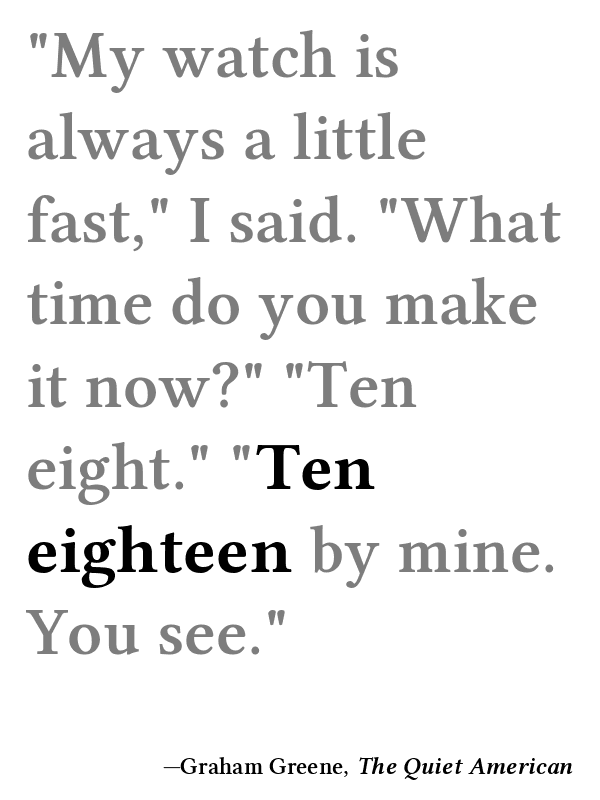 "My watch is
always a little
fast," I said. "What
time do you make
it now?" "Ten
eight." "Ten
eighteen by mine.
You see."
—Graham Greene, The Quiet American